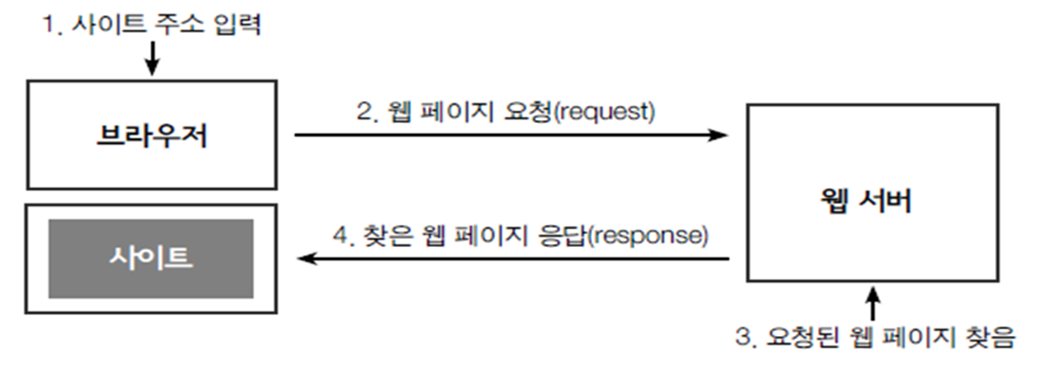 1. 사이트 주소 입력
브라우저
2. 웹 페이지 요청(request)
웹 서버
사이트
4. 찾은 웹 페이지 응답(response)
3. 요청된 웹 페이지 찾음